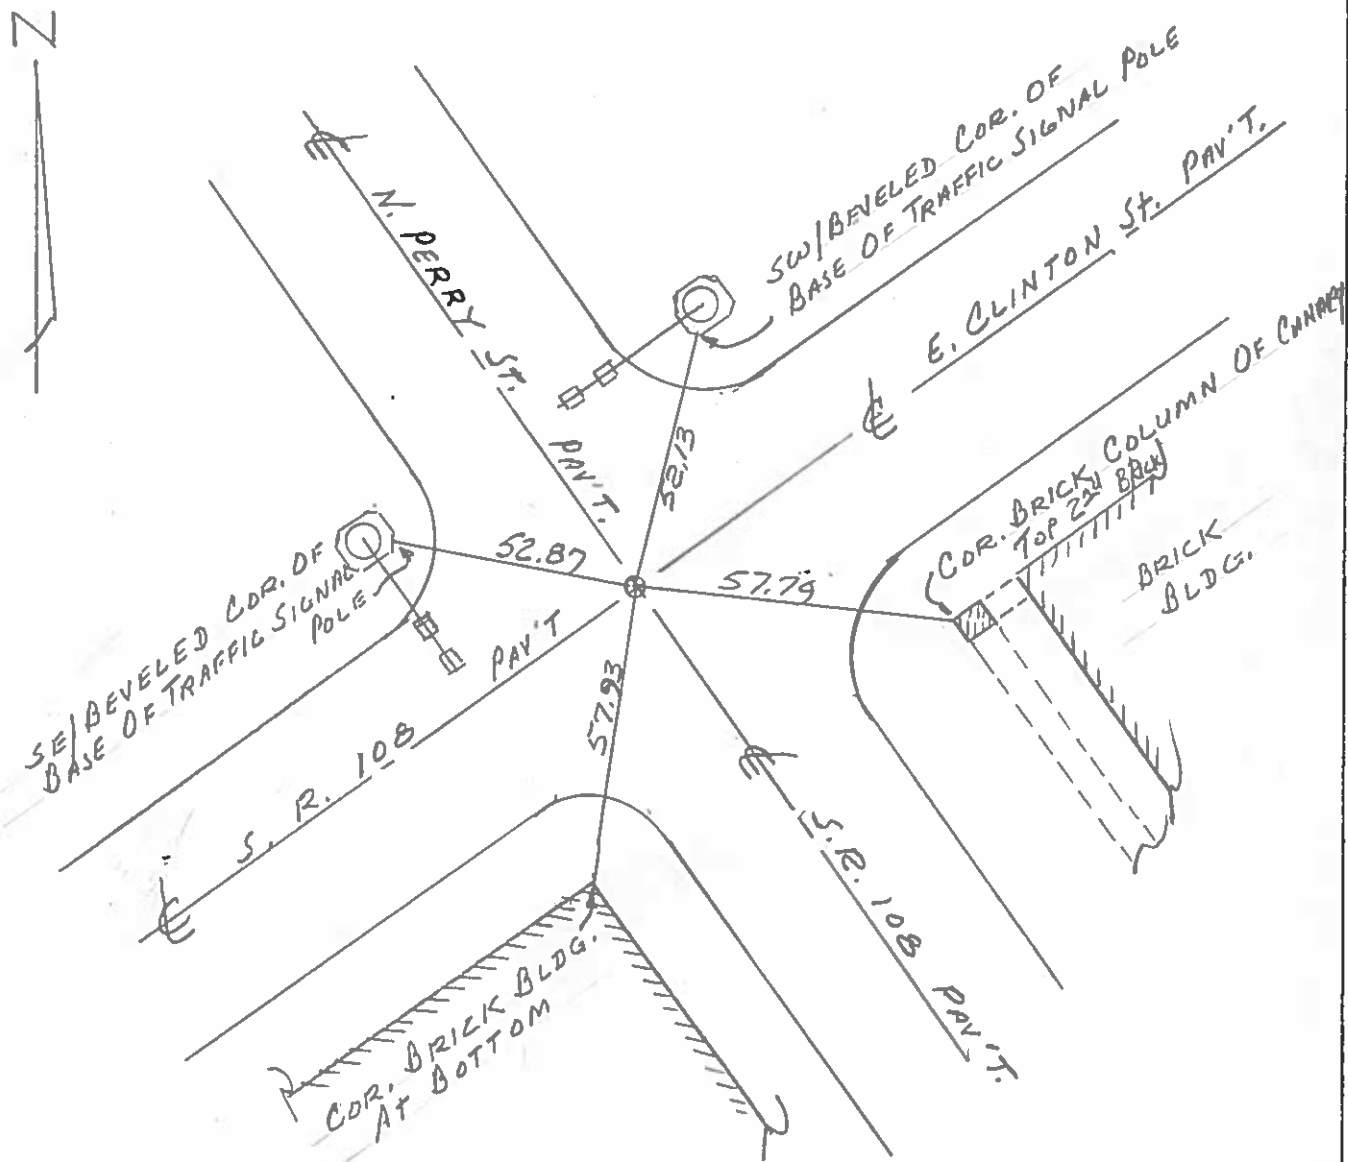 N
SW/BEVELED COR. OF
BASE OF TRAFFIC SIGNAL POLE
N. PERRY St. PAV'T.
E. CLINTON St. PAV'T.
52.13
COR. BRICK COLUMN OF CANAPY
TOP 2nd BRICK
BRICK
BLDG.
52.87
57.79
SE/BEVELED COR. OF
BASE OF TRAFFIC SIGNAL
POLE
S. R. 108 PAV'T
57.93
S.R. 108 PAV'T.
COR. BRICK BLDG.
At BOTTOM